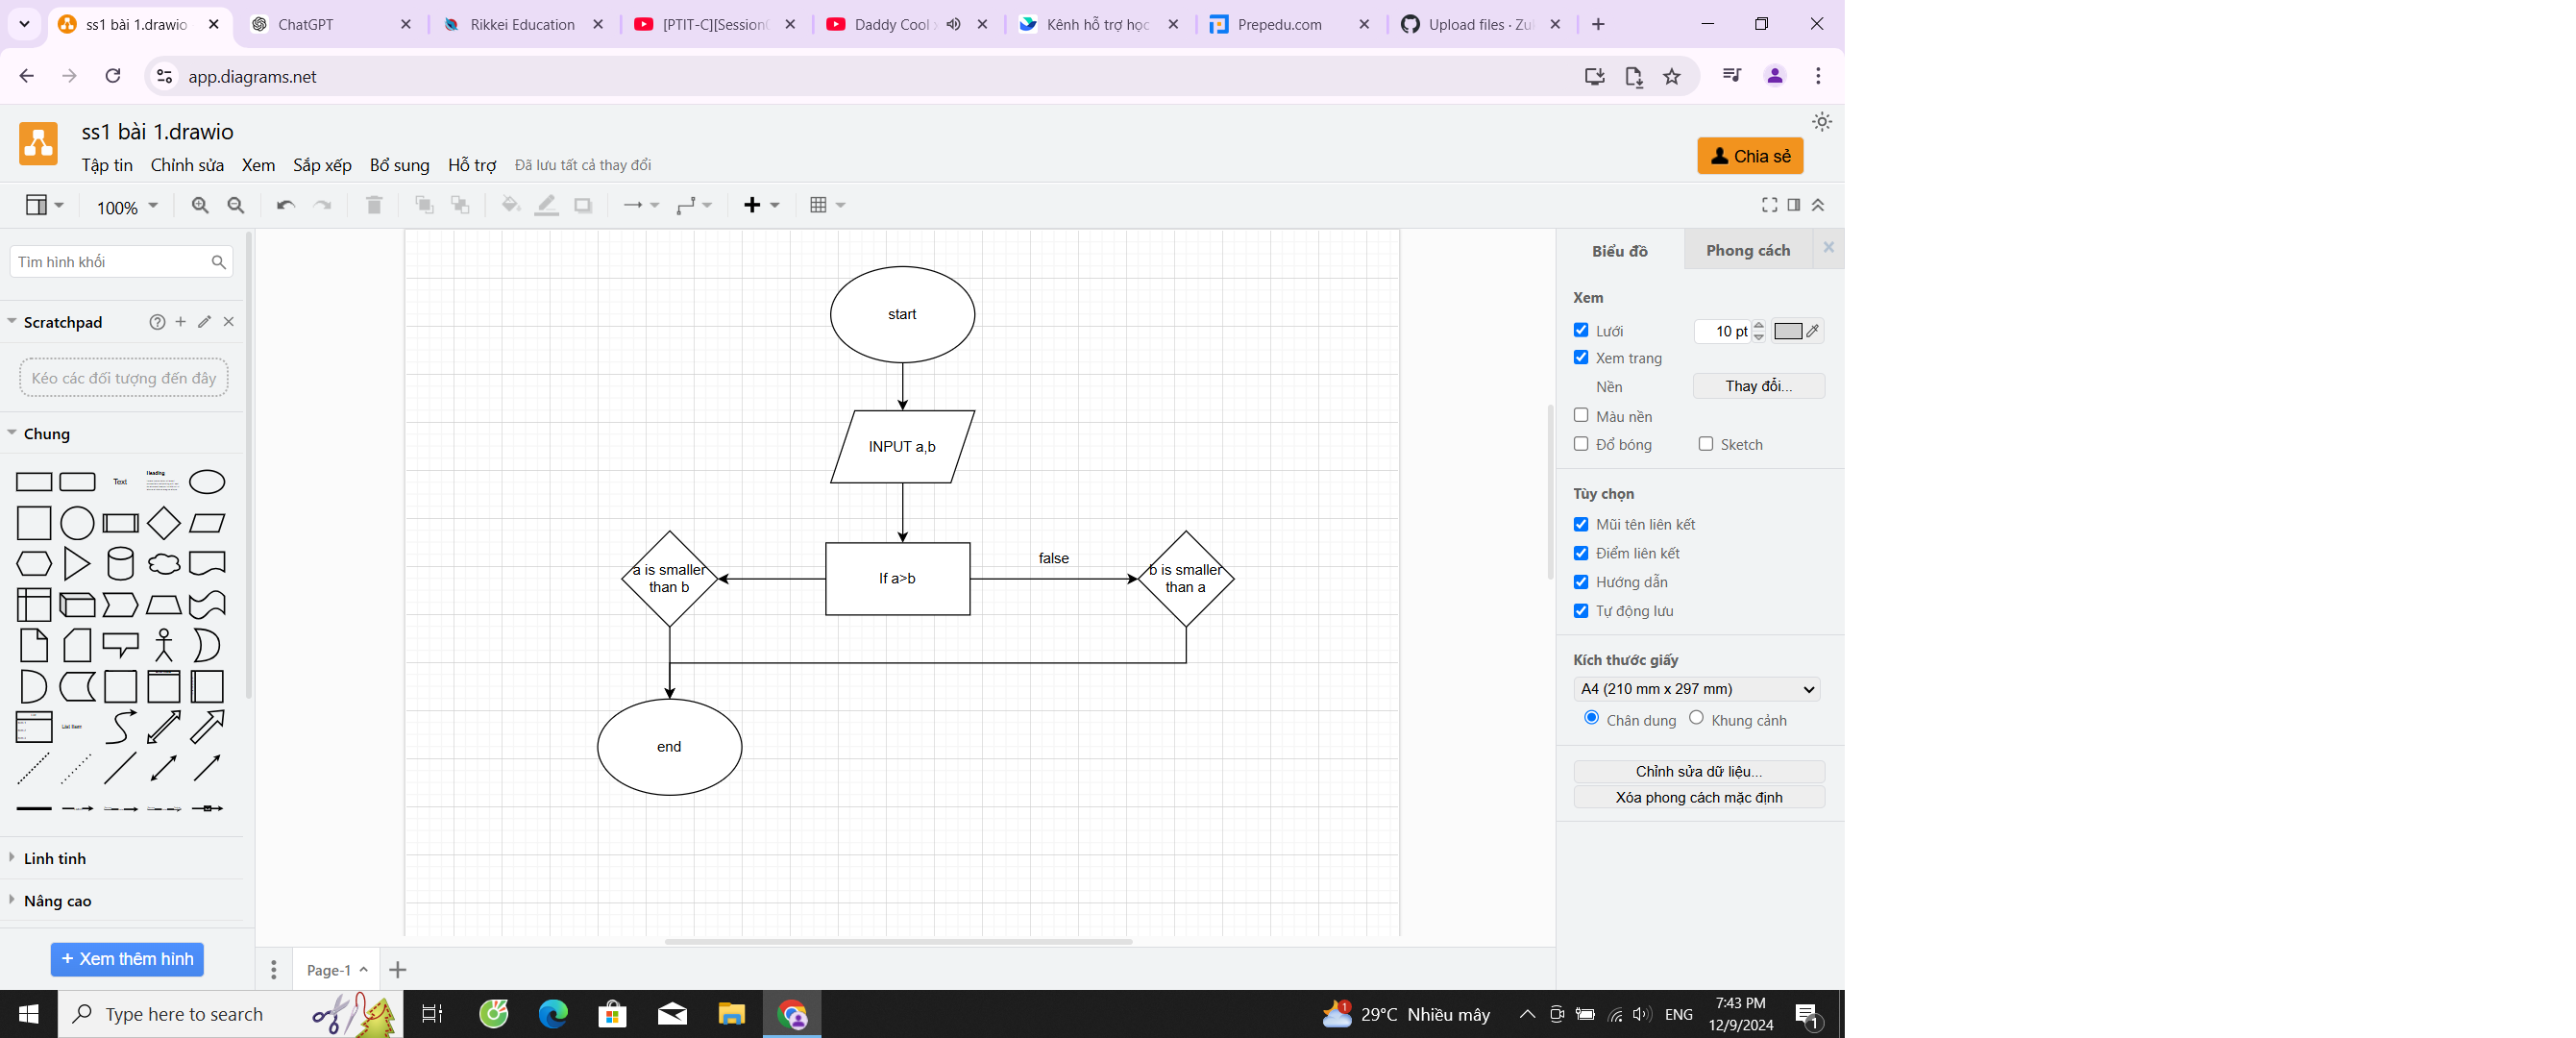 ss1 bài 1.drawio
ChatGPT
Rikkei Education
[PTIT-C][Session
Daddy Cool
Kênh hỗ trợ học
Prepedu.com
Upload files · Zu
app.diagrams.net
ss1 bài 1.drawio
Tập tin Chỉnh sửa Xem Sắp xếp Bổ sung Hỗ trợ Đã lưu tất cả thay đổi
Chia sẻ
100%
Tìm hình khối
Scratchpad
Kéo các đối tượng đến đây
Chung
Text
Heading
List Item
Linh tinh
Nâng cao
+ Xem thêm hình
start
INPUT a,b
a is smaller
than b
If a>b
false
b is smaller
than a
end
Page-1
Biểu đồ Phong cách
Xem
Lưới 10 pt
Xem trang
Nền Thay đổi...
Màu nền
Đổ bóng Sketch
Tùy chọn
Mũi tên liên kết
Điểm liên kết
Hướng dẫn
Tự động lưu
Kích thước giấy
A4 (210 mm x 297 mm)
Chân dung Khung cảnh
Chỉnh sửa dữ liệu...
Xóa phong cách mặc định
Type here to search
1
29°C Nhiều mây
ENG
7:43 PM
12/9/2024
1